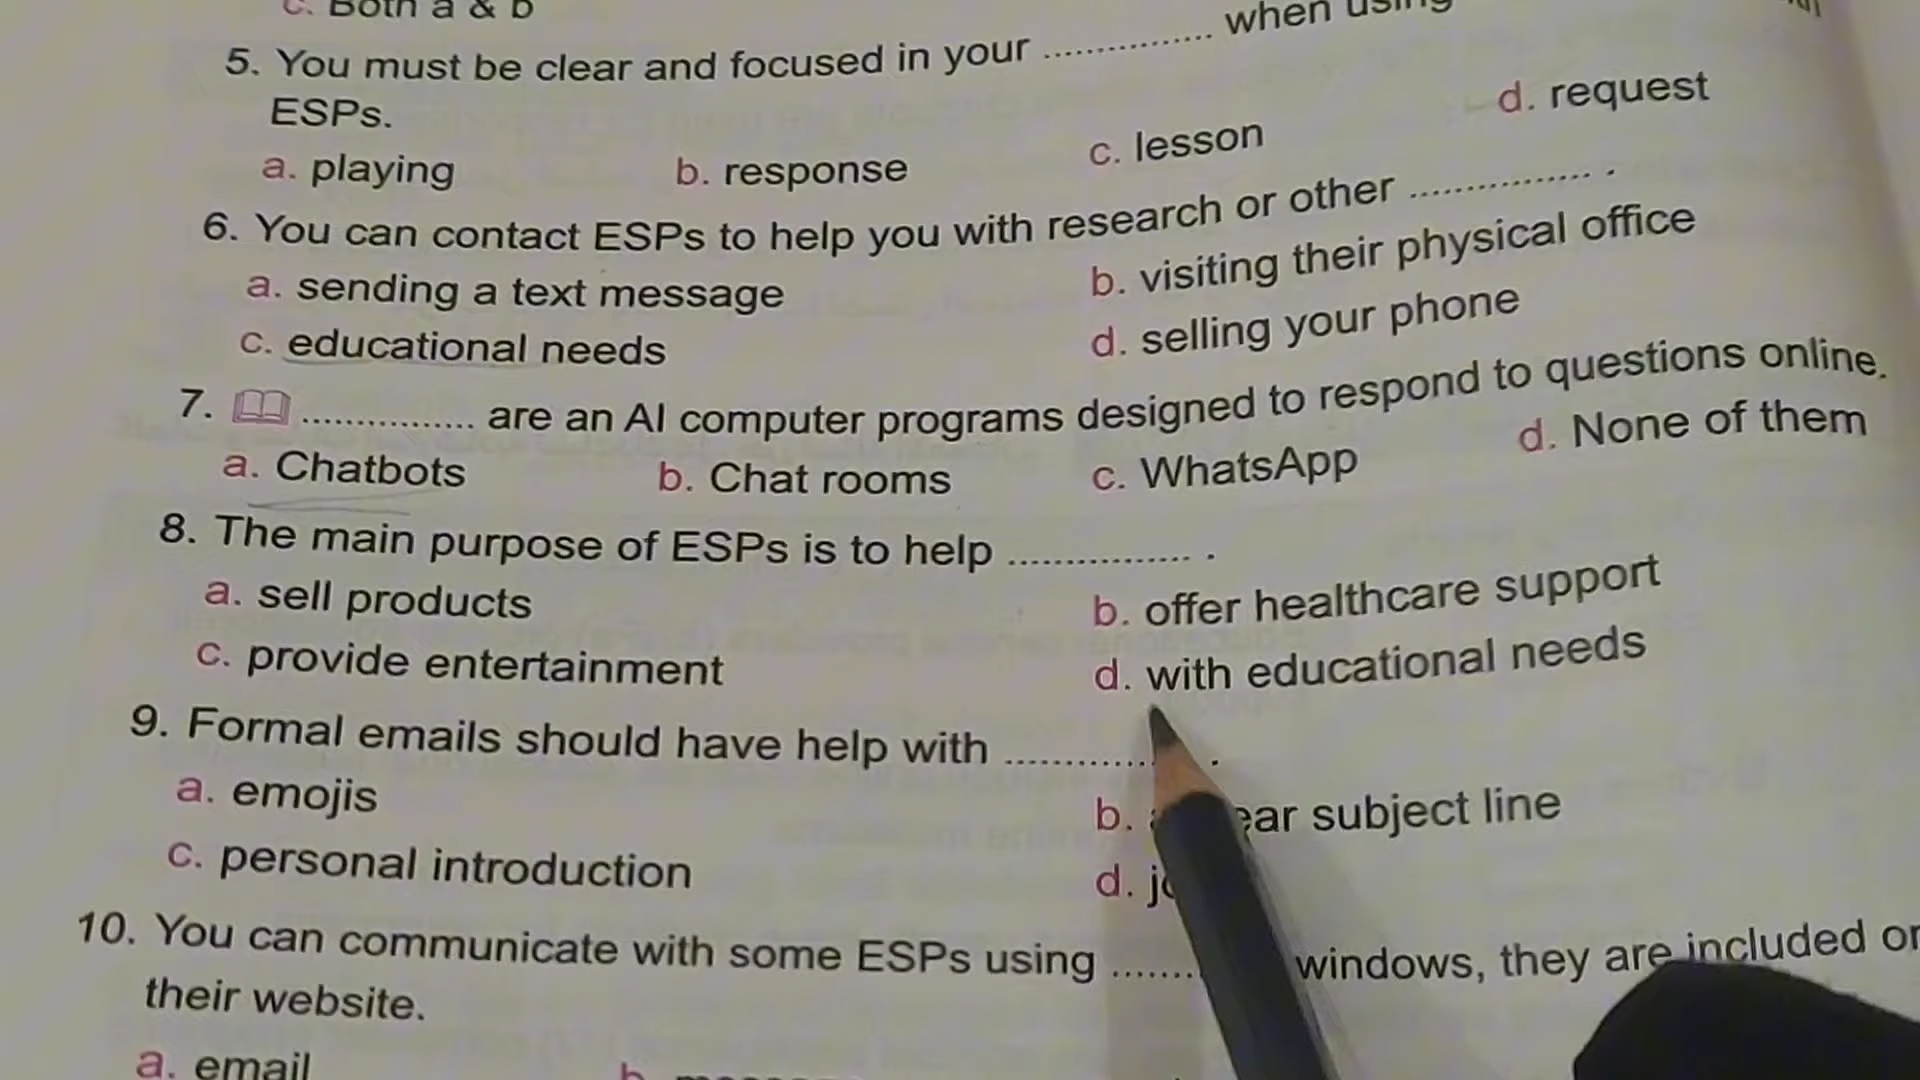 c. Both a & b
5. You must be clear and focused in your ................ when using
ESPs.
a. playing b. response c. lesson d. request
6. You can contact ESPs to help you with research or other ................ .
a. sending a text message b. visiting their physical office
c. educational needs d. selling your phone
7. ................ are an AI computer programs designed to respond to questions online.
a. Chatbots b. Chat rooms c. WhatsApp d. None of them
8. The main purpose of ESPs is to help ................ .
a. sell products b. offer healthcare support
c. provide entertainment d. with educational needs
9. Formal emails should have help with ................ .
a. emojis b. subject line
c. personal introduction d.
10. You can communicate with some ESPs using ........ windows, they are included
their website.
a. email b.